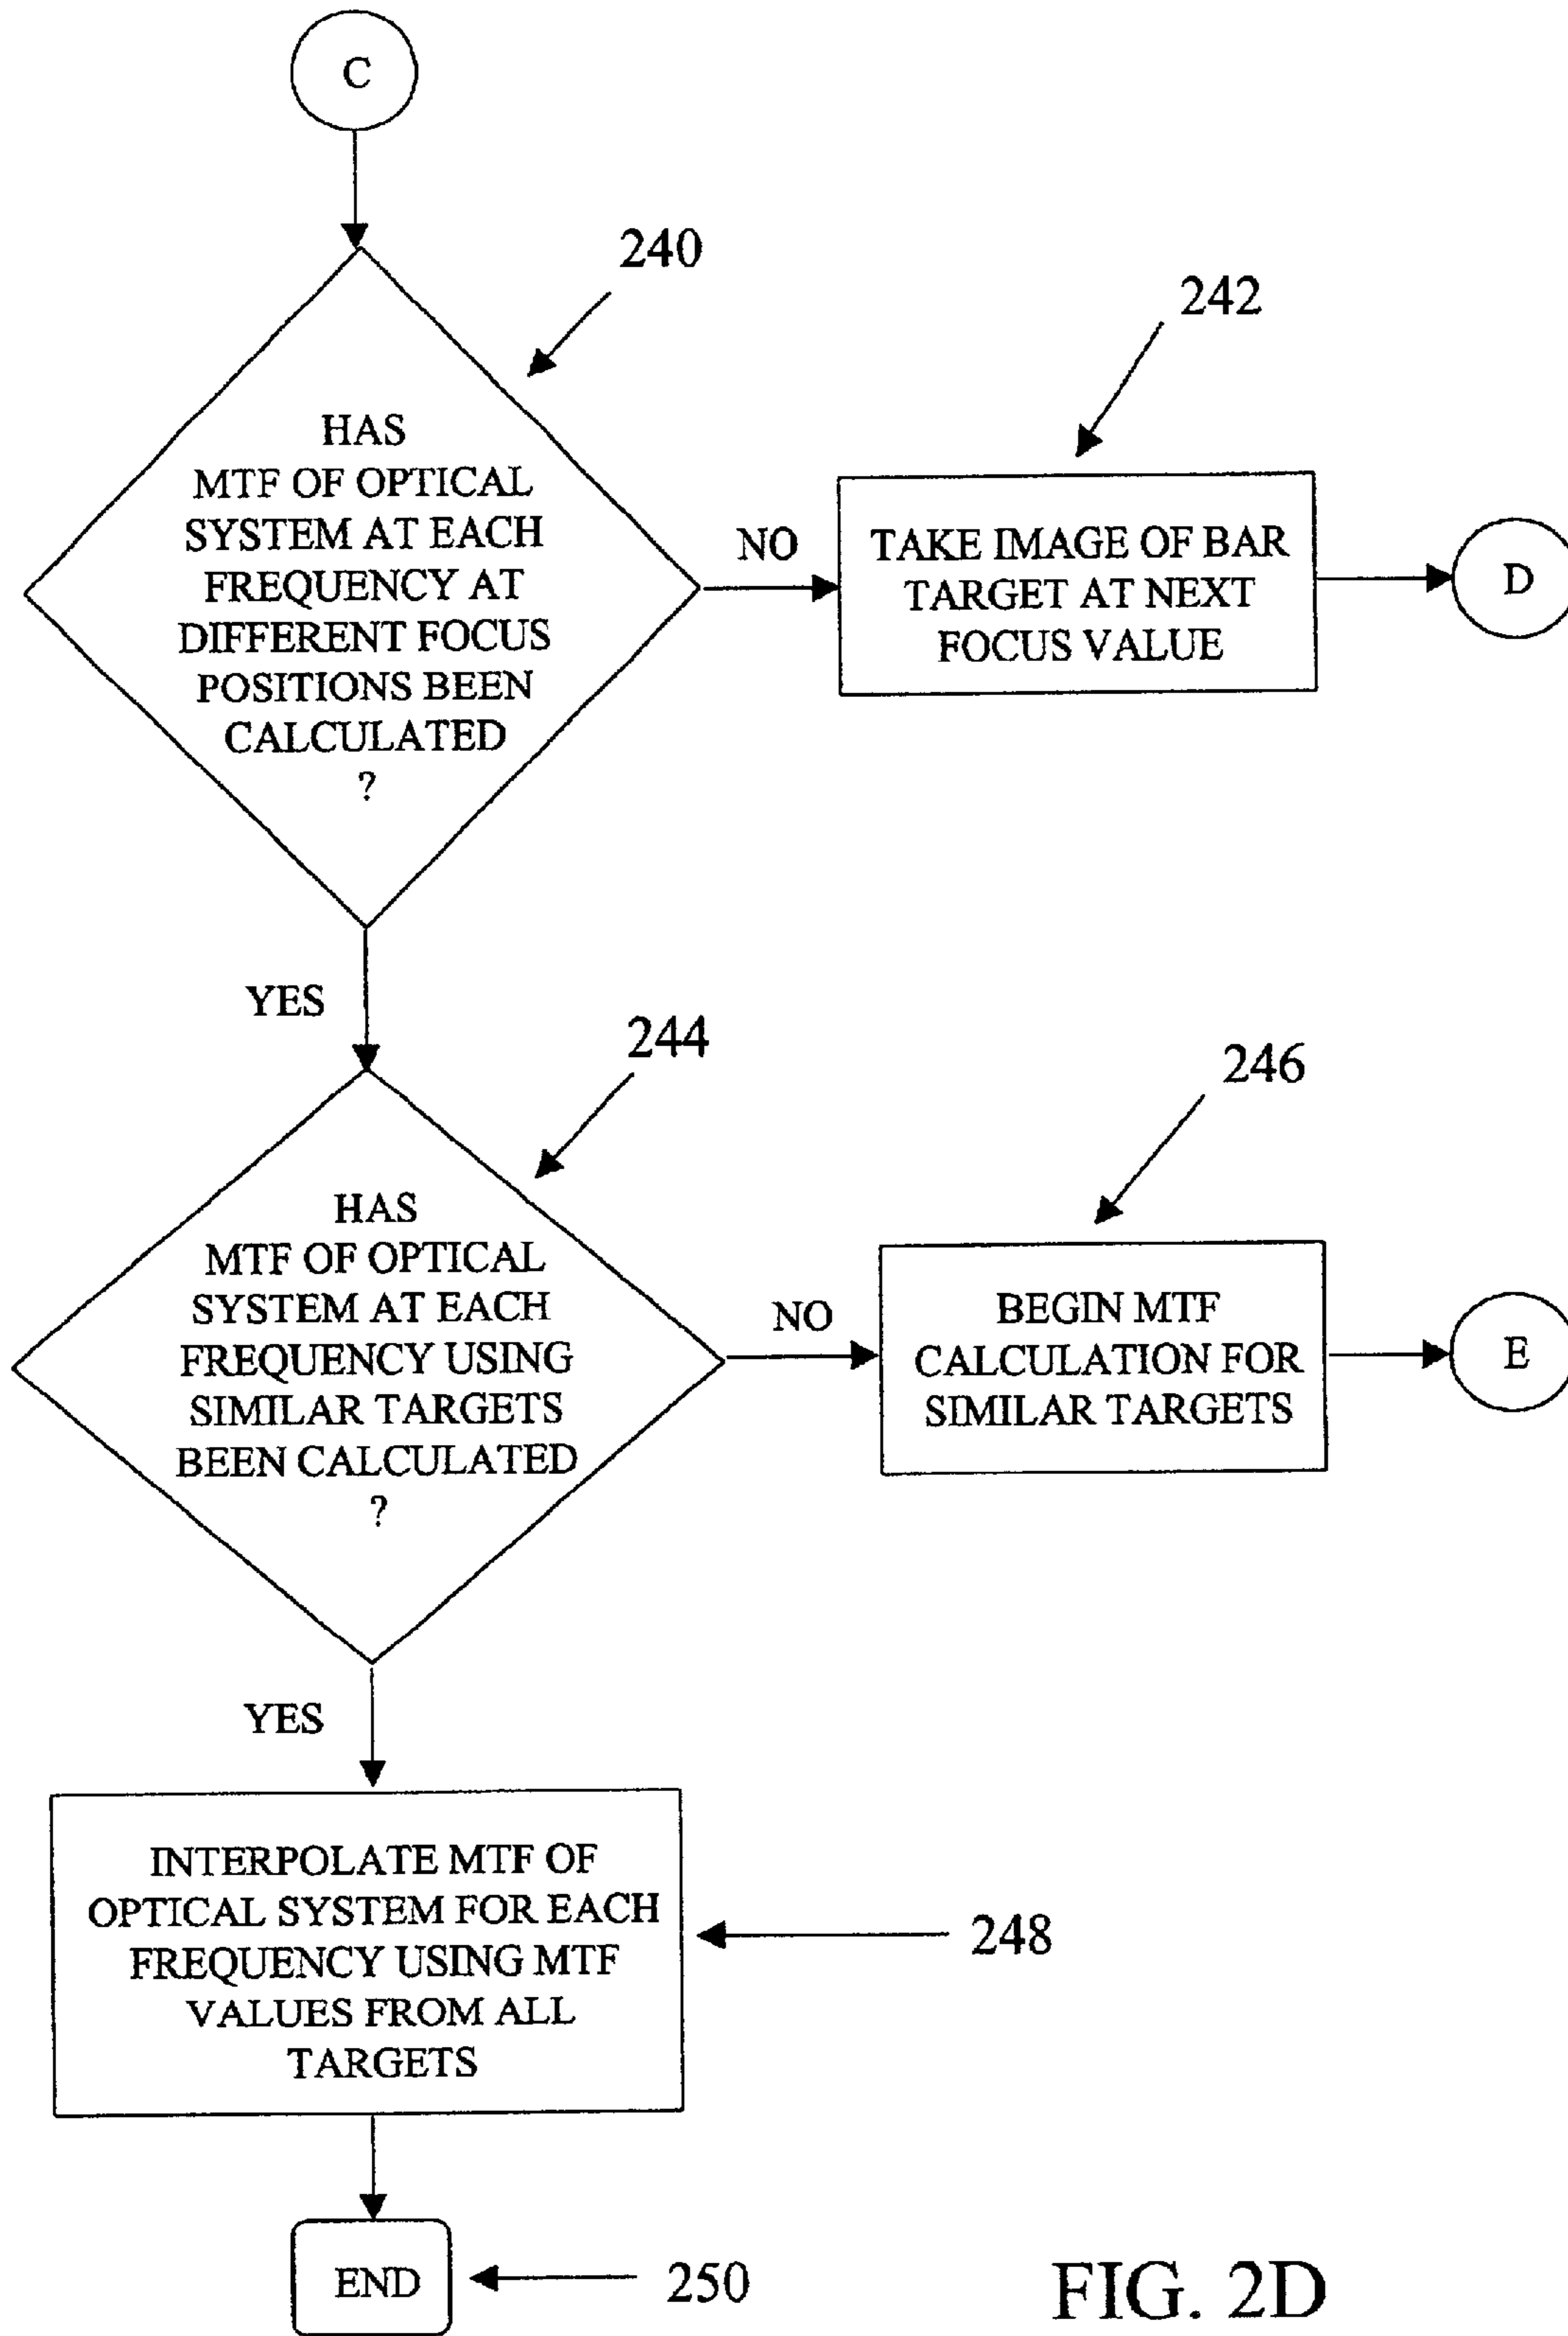 C
240
HAS
MTF OF OPTICAL
SYSTEM AT EACH
FREQUENCY AT
DIFFERENT FOCUS
POSITIONS BEEN
CALCULATED
?
NO
242
TAKE IMAGE OF BAR
TARGET AT NEXT
FOCUS VALUE
D
YES
244
HAS
MTF OF OPTICAL
SYSTEM AT EACH
FREQUENCY USING
SIMILAR TARGETS
BEEN CALCULATED
?
NO
246
BEGIN MTF
CALCULATION FOR
SIMILAR TARGETS
E
YES
INTERPOLATE MTF OF
OPTICAL SYSTEM FOR EACH
FREQUENCY USING MTF
VALUES FROM ALL
TARGETS
248
END
250
FIG. 2D